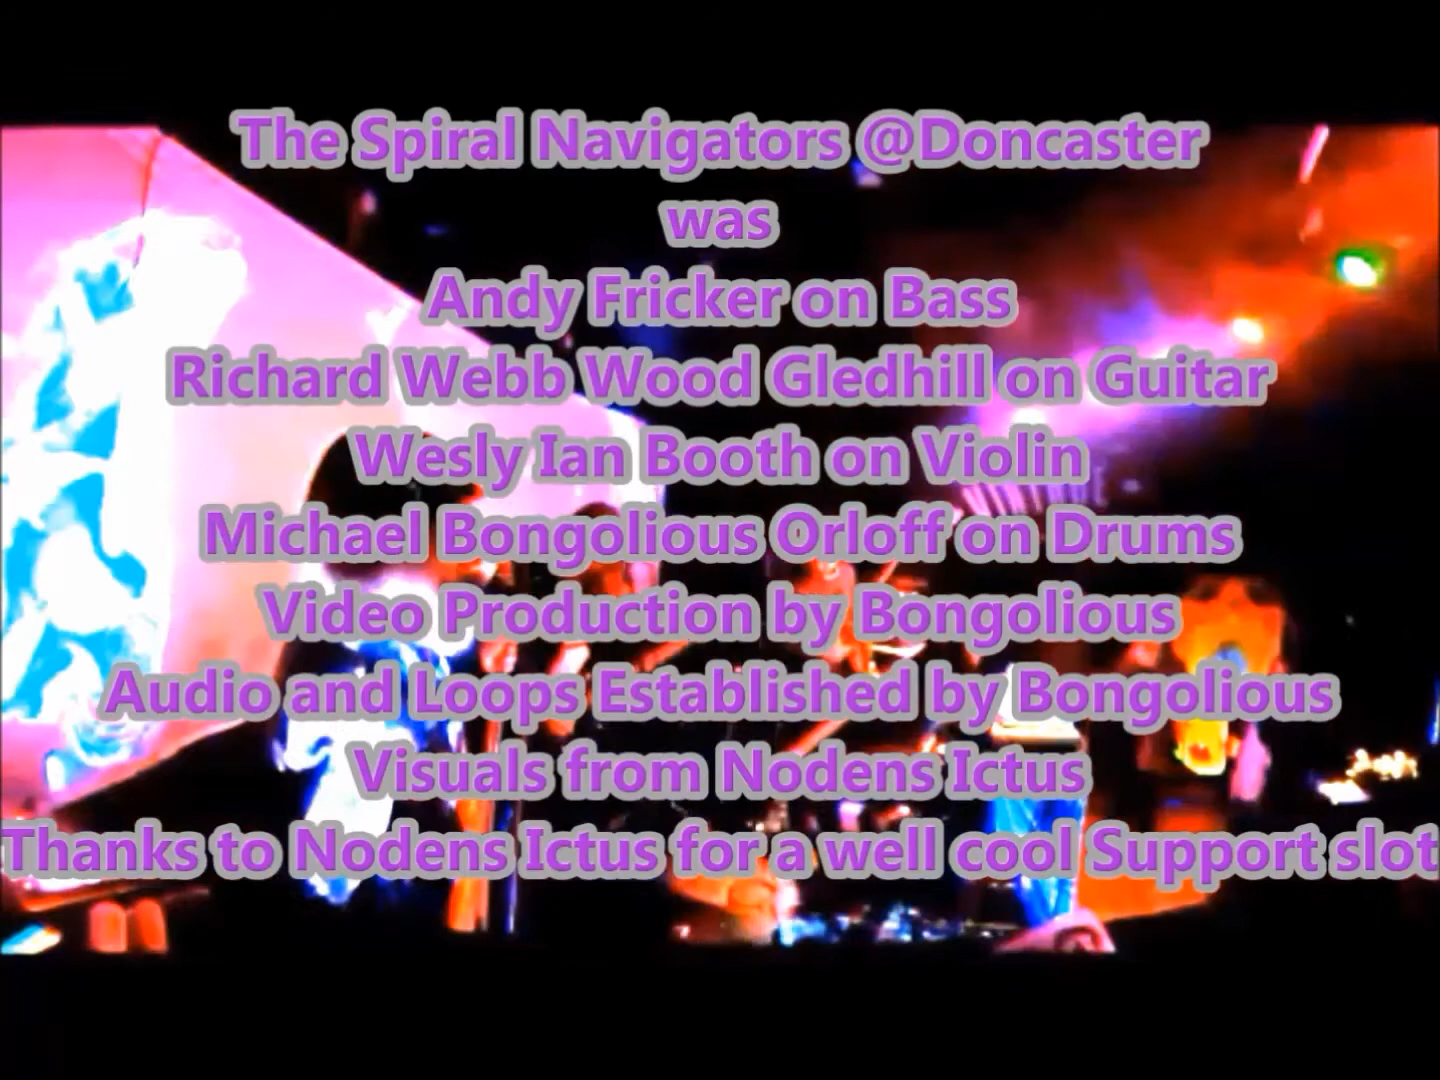 The Spiral Navigators @Doncaster
was
Andy Fricker on Bass
Richard Webb Wood Gledhill on Guitar
Wesly Ian Booth on Violin
Michael Bongolious Orloff on Drums
Video Production by Bongolious
Audio and Loops Established by Bongolious
Visuals from Nodens Ictus
Thanks to Nodens Ictus for a well cool Support slot